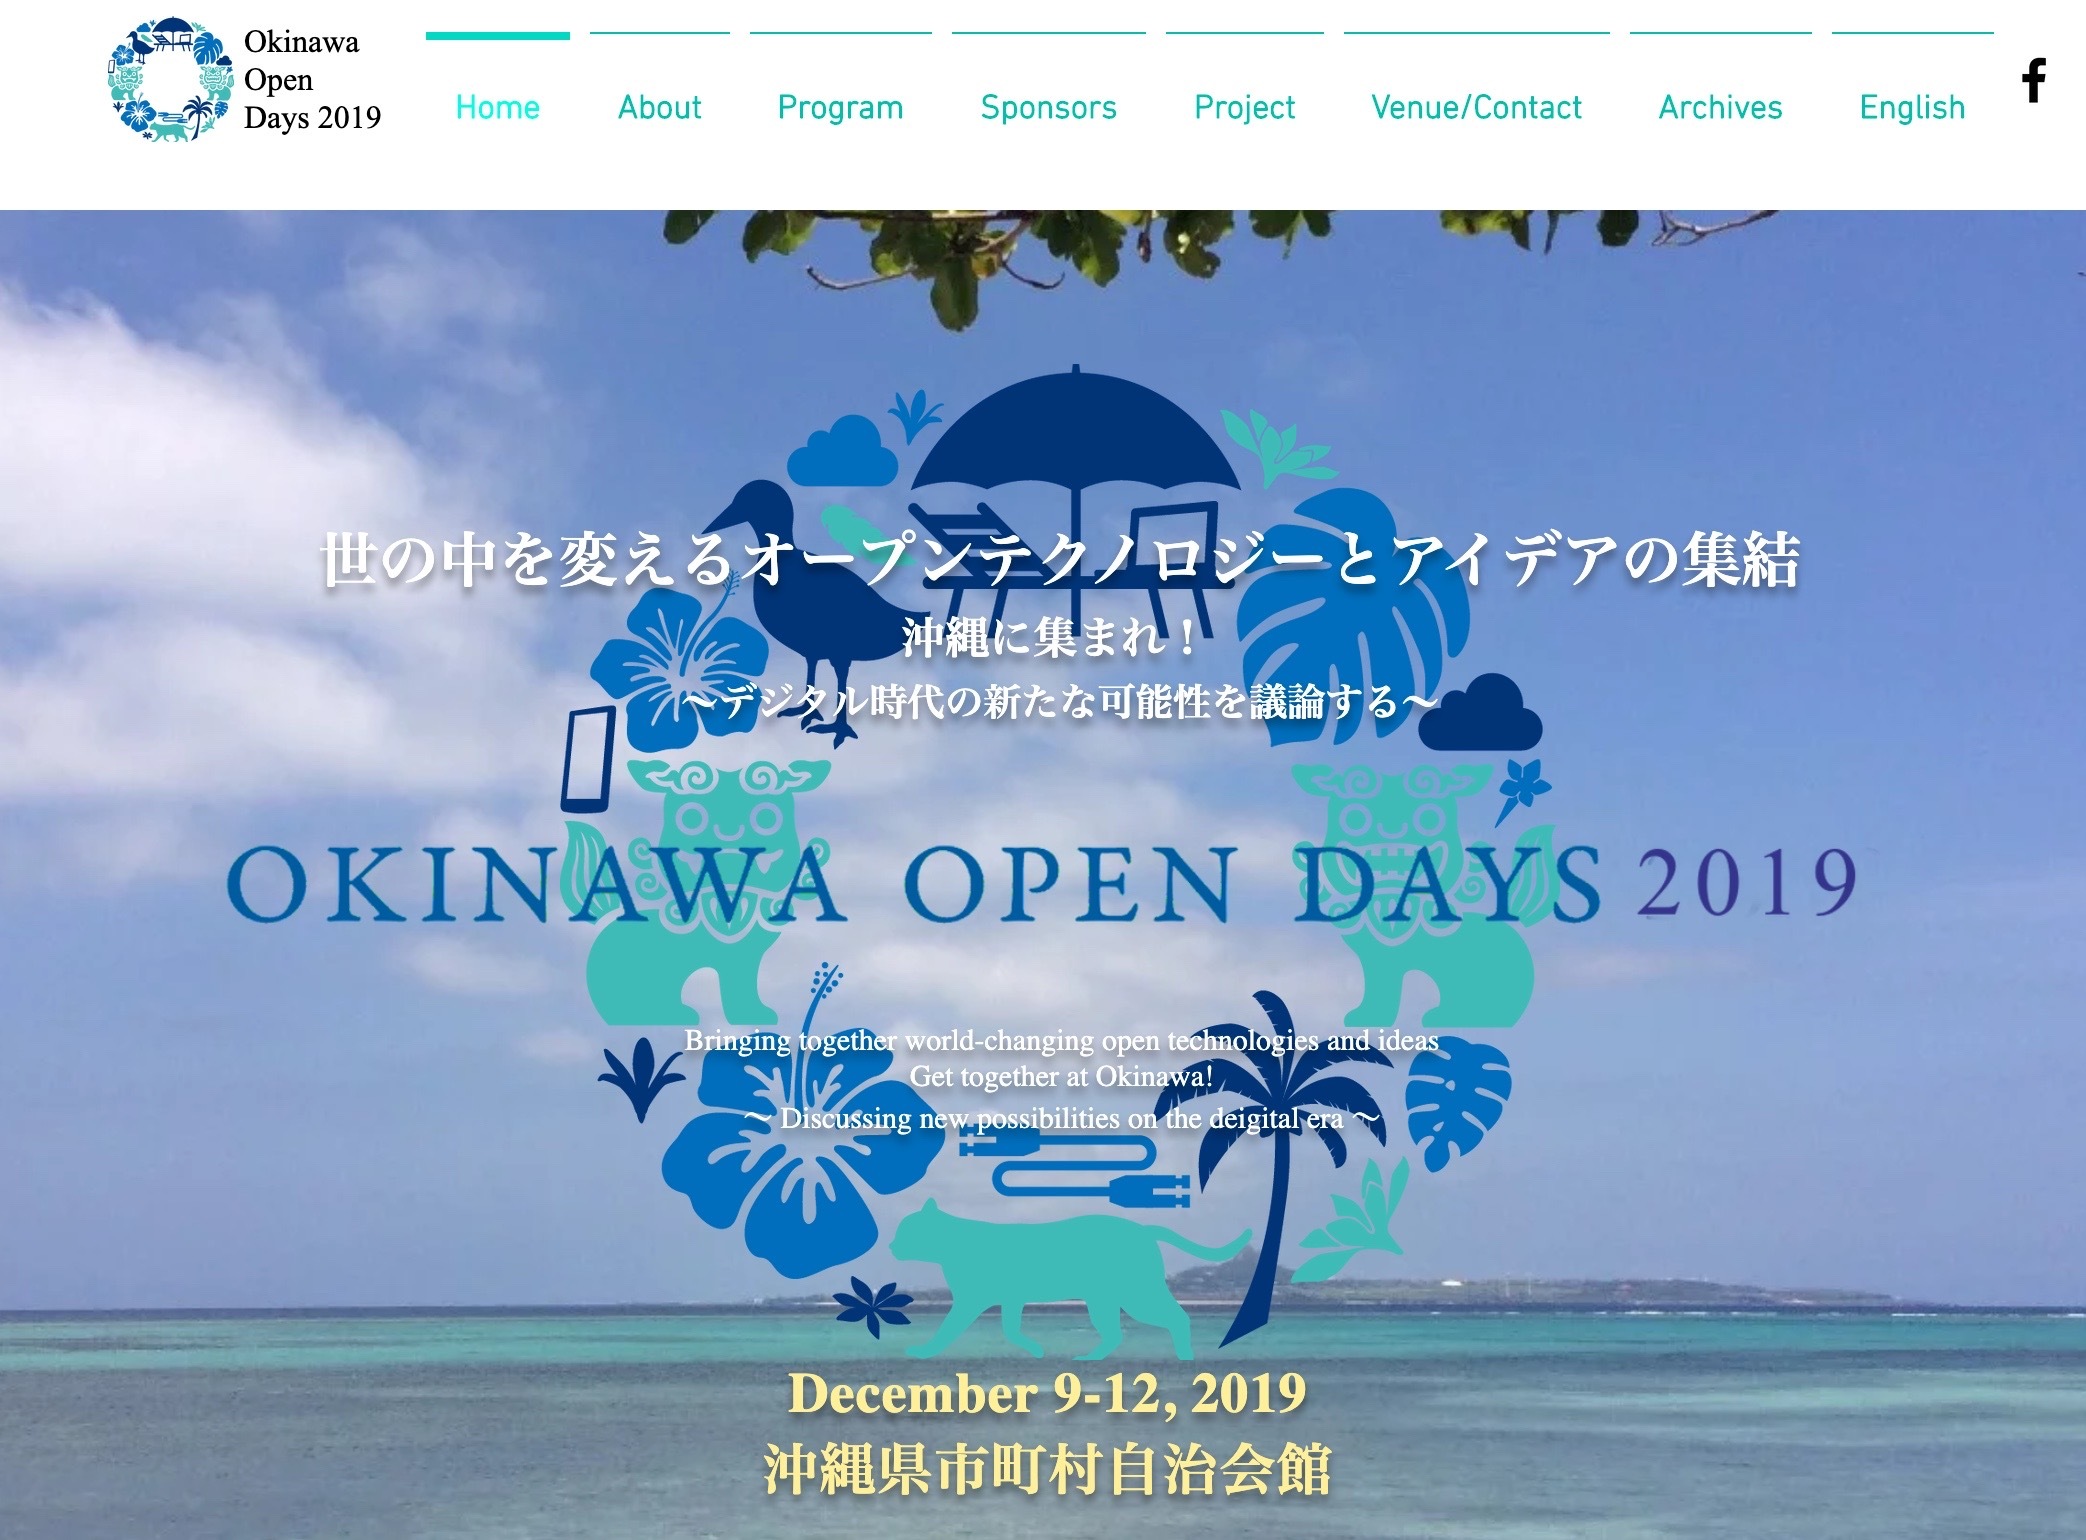 Okinawa
Open
Days 2019
Home
About
Program
Sponsors
Project
Venue/Contact
Archives
English
世の中を変えるオープンテクノロジーとアイデアの集結
沖縄に集まれ！
〜デジタル時代の新たな可能性を議論する〜
OKINAWA OPEN DAYS 2019
Bringing together world-changing open technologies and ideas
Get together at Okinawa!
〜 Discussing new possibilities on the deigital era 〜
December 9-12, 2019
沖縄県市町村自治会館